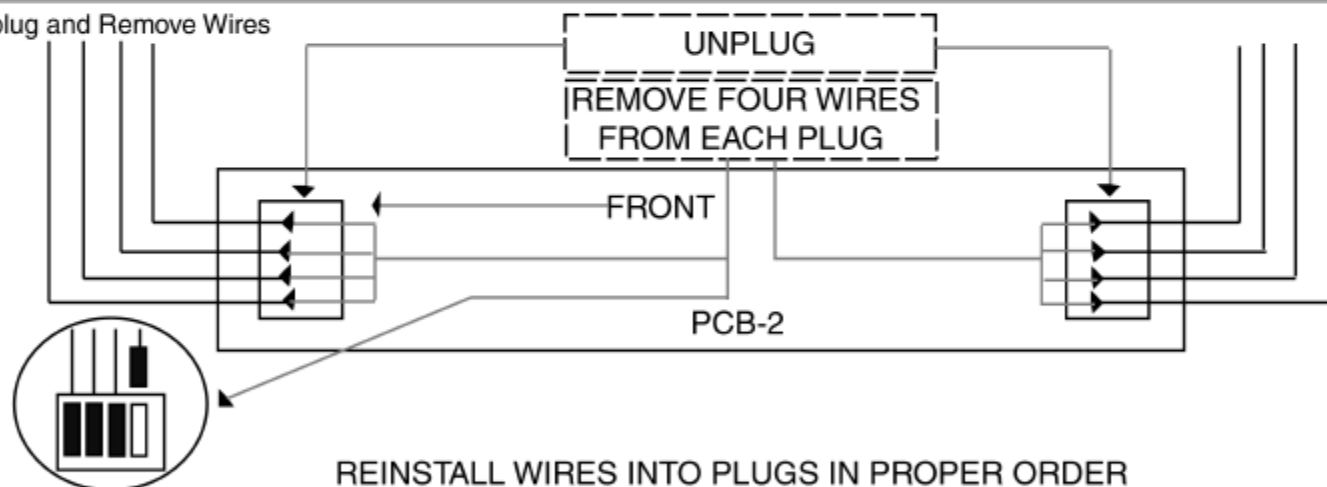 plug and Remove Wires
UNPLUG
REMOVE FOUR WIRES
FROM EACH PLUG
FRONT
PCB-2
REINSTALL WIRES INTO PLUGS IN PROPER ORDER